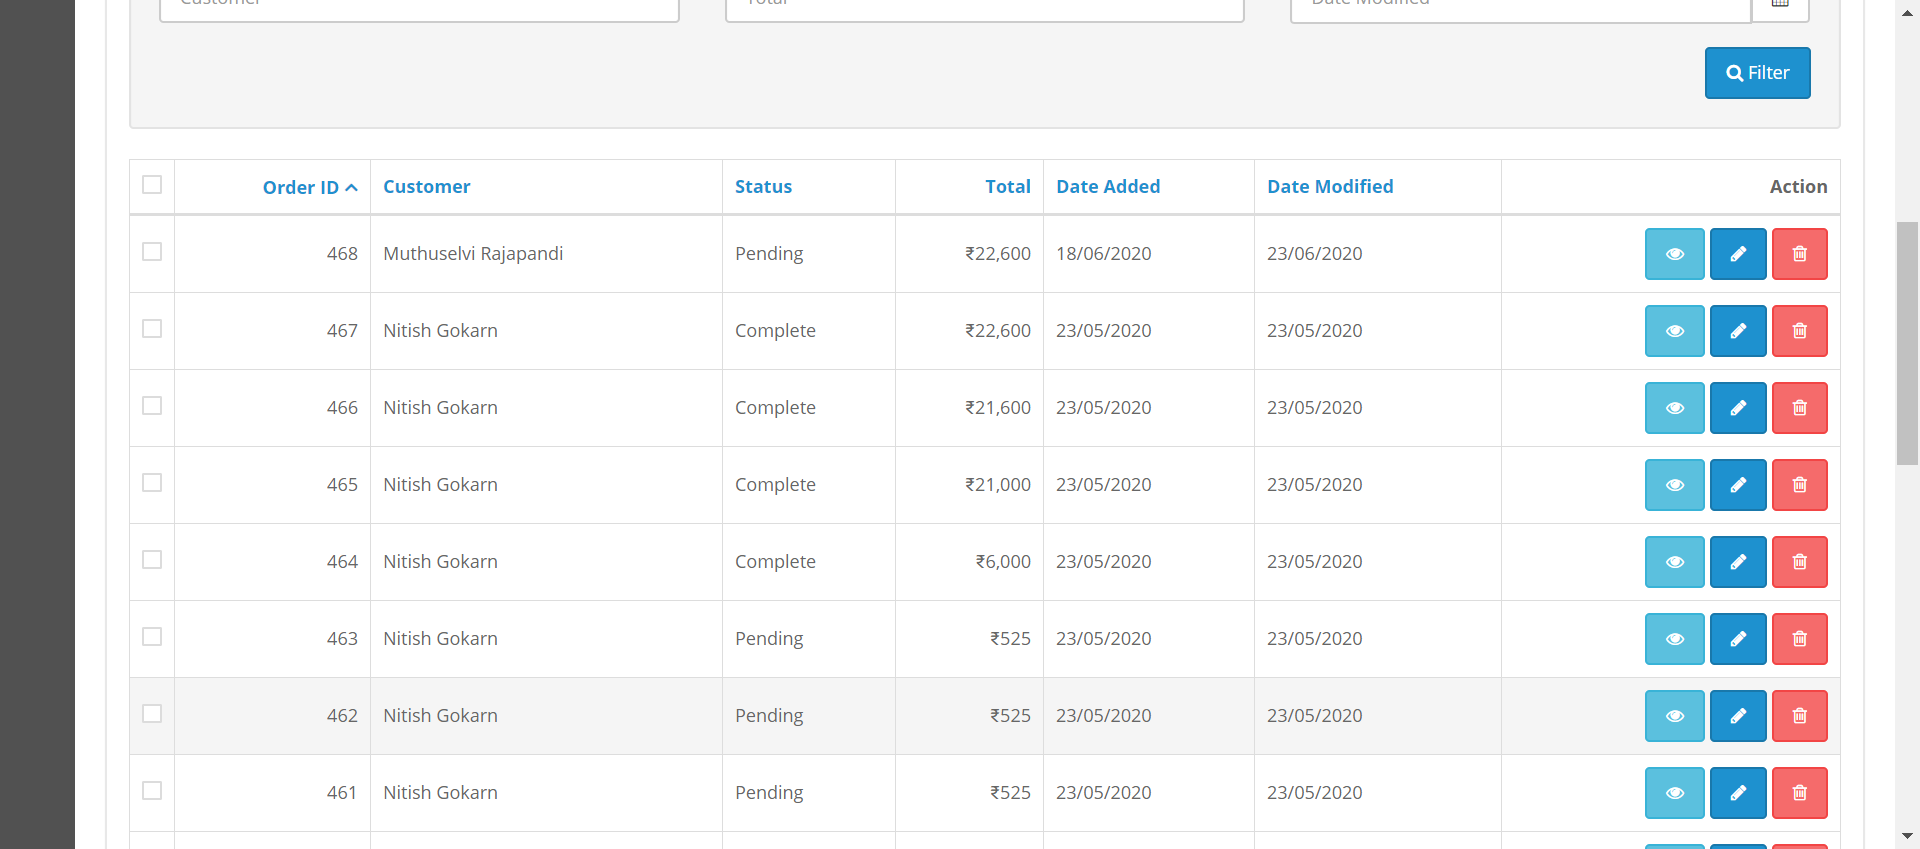 Customer Total Date Modified
Filter
Order ID Customer Status Total Date Added Date Modified Action
468 Muthuselvi Rajapandi Pending ₹22,600 18/06/2020 23/06/2020
467 Nitish Gokarn Complete ₹22,600 23/05/2020 23/05/2020
466 Nitish Gokarn Complete ₹21,600 23/05/2020 23/05/2020
465 Nitish Gokarn Complete ₹21,000 23/05/2020 23/05/2020
464 Nitish Gokarn Complete ₹6,000 23/05/2020 23/05/2020
463 Nitish Gokarn Pending ₹525 23/05/2020 23/05/2020
462 Nitish Gokarn Pending ₹525 23/05/2020 23/05/2020
461 Nitish Gokarn Pending ₹525 23/05/2020 23/05/2020